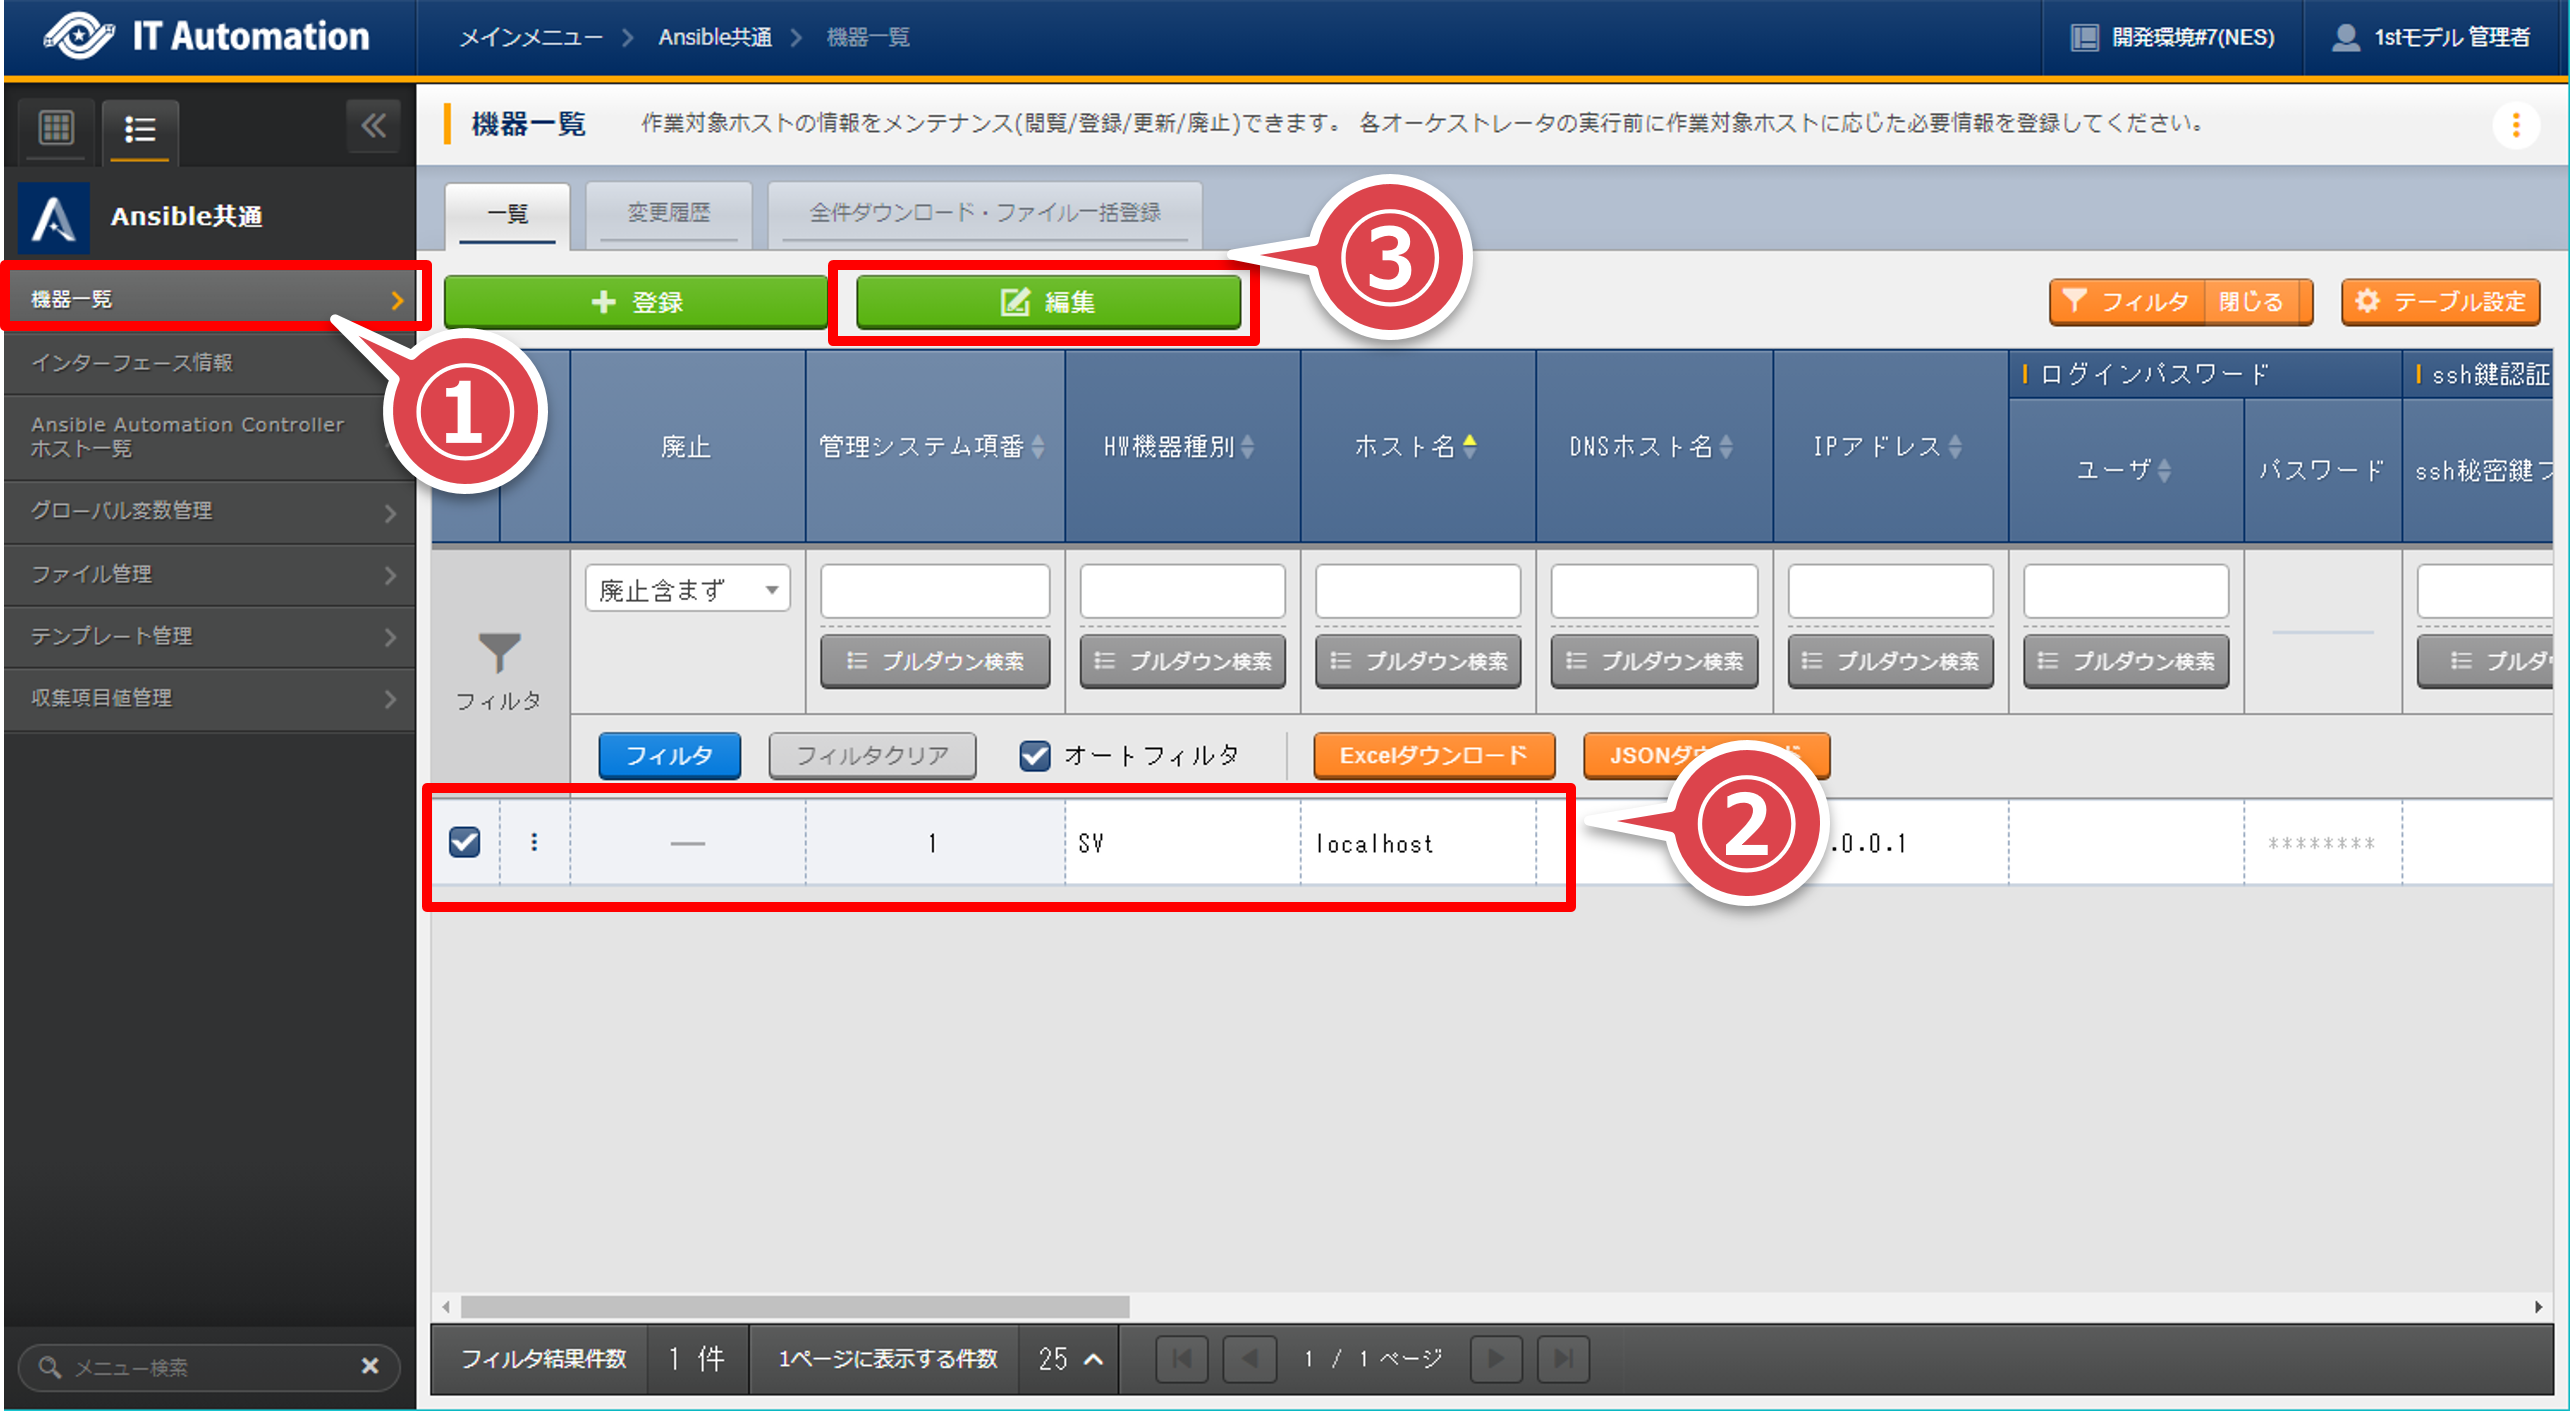 IT Automation
メインメニュー > Ansible共通 > 機器一覧
開発環境#7(NES)
1stモデル 管理者
機器一覧
作業対象ホストの情報をメンテナンス(閲覧/登録/更新/廃止)できます。 各オーケストレータの実行前に作業対象ホストに応じた必要情報を登録してください。
Ansible共通
一覧
変更履歴
全件ダウンロード・ファイル一括登録
③
機器一覧
インターフェース情報
Ansible Automation Controller
ホスト一覧
グローバル変数管理
ファイル管理
テンプレート管理
収集項目値管理
①
登録
編集
フィルタ 閉じる
テーブル設定
廃止
管理システム項番
HW機器種別
ホスト名
DNSホスト名
IPアドレス
ログインパスワード
ユーザ
パスワード
ssh鍵認証
ssh秘密鍵フ
フィルタ
廃止含まず
プルダウン検索
プルダウン検索
プルダウン検索
プルダウン検索
プルダウン検索
プルダウン検索
プルダ
フィルタ
フィルタクリア
オートフィルタ
Excelダウンロード
JSONダウ
②
—
1
SV
localhost
.0.0.1
********
メニュー検索
フィルタ結果件数
1 件
1ページに表示する件数
25
1 / 1 ページ